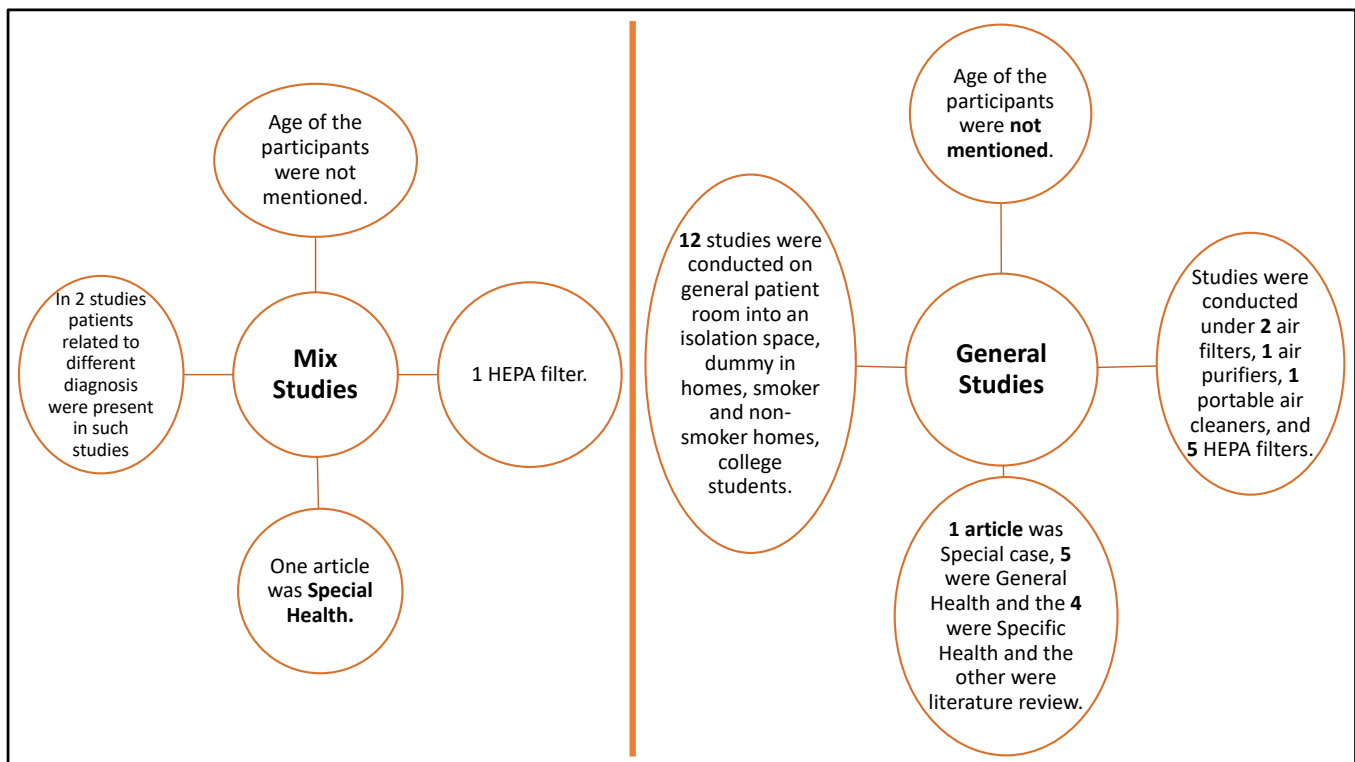 Age of the
participants
were not
mentioned.
In 2 studies
patients
related to
different
diagnosis
were present
in such
studies
Mix
Studies
1 HEPA filter.
One article
was Special
Health.
Age of the
participants
were not
mentioned.
12 studies were
conducted on
general patient
room into an
isolation space,
dummy in
homes, smoker
and non-
smoker homes,
college
students.
General
Studies
Studies were
conducted
under 2 air
filters, 1 air
purifiers, 1
portable air
cleaners, and
5 HEPA filters.
1 article was
Special case, 5
were General
Health and the 4
were Specific
Health and the
other were
literature review.